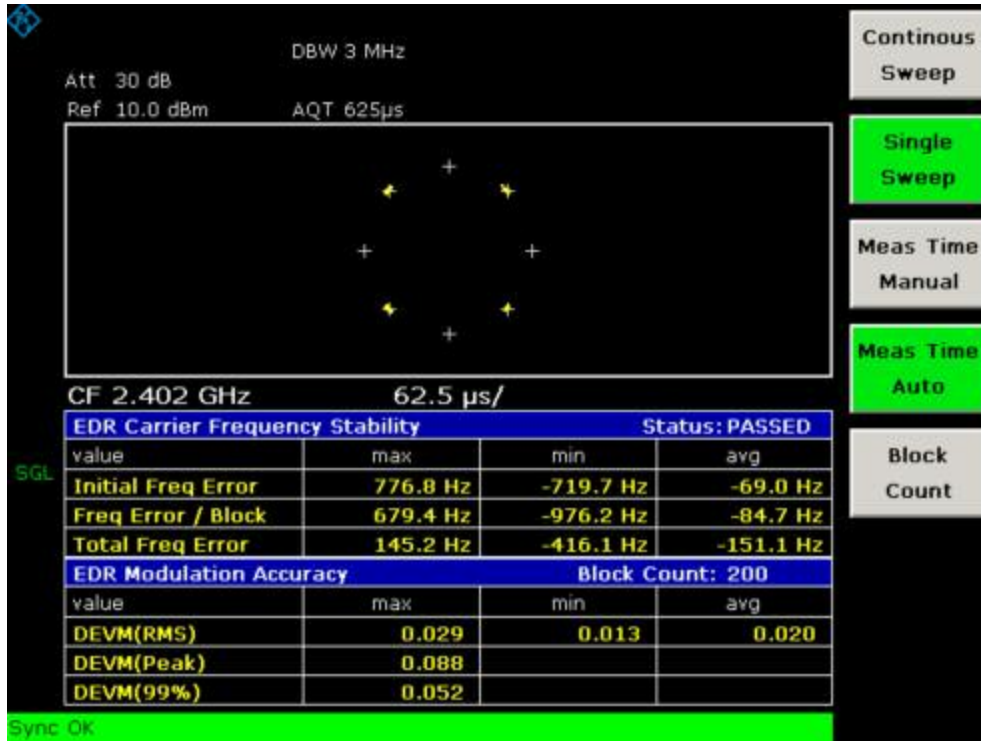 DBW 3 MHz
Att 30 dB
Ref 10.0 dBm AQT 625µs
CF 2.402 GHz 62.5 µs/
EDR Carrier Frequency Stability Status: PASSED
value max min avg
Initial Freq Error 776.8 Hz -719.7 Hz -69.0 Hz
Freq Error / Block 679.4 Hz -976.2 Hz -84.7 Hz
Total Freq Error 145.2 Hz -416.1 Hz -151.1 Hz
EDR Modulation Accuracy Block Count: 200
value max min avg
DEVM(RMS) 0.029 0.013 0.020
DEVM(Peak) 0.088
DEVM(99%) 0.052
SGL
Sync OK
Continous
Sweep
Single
Sweep
Meas Time
Manual
Meas Time
Auto
Block
Count